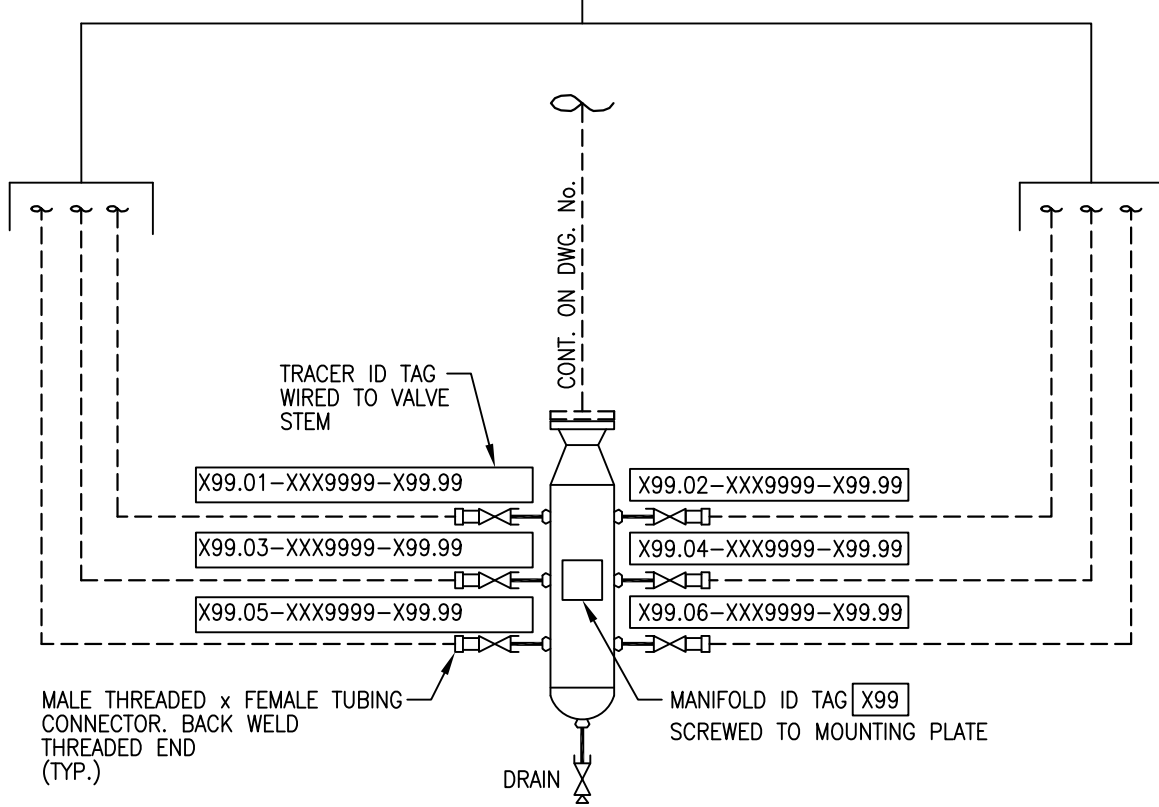 CONT. ON DWG. No.
TRACER ID TAG
WIRED TO VALVE
STEM
X99.01-XXX9999-X99.99
X99.02-XXX9999-X99.99
X99.03-XXX9999-X99.99
X99.04-XXX9999-X99.99
X99.05-XXX9999-X99.99
X99.06-XXX9999-X99.99
MALE THREADED x FEMALE TUBING
CONNECTOR. BACK WELD
THREADED END
(TYP.)
MANIFOLD ID TAG X99
SCREWED TO MOUNTING PLATE
DRAIN